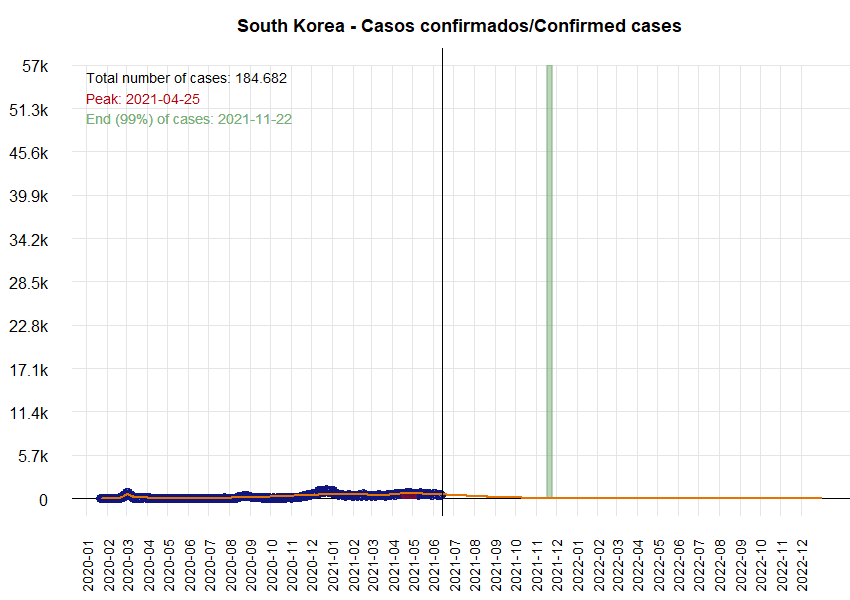 South Korea - Casos confirmados/Confirmed cases
57k
Total number of cases: 184.682
Peak: 2021-04-25
51.3k
End (99%) of cases: 2021-11-22
45.6k
39.9k
34.2k
28.5k
22.8k
17.1k
11.4k
5.7k
0
2020-01
2020-02
2020-03
2020-04
2020-05
2020-06
2020-07
2020-08
2020-09
2020-10
2020-11
2020-12
2021-01
2021-02
2021-03
2021-04
2021-05
2021-06
2021-07
2021-08
2021-09
2021-10
2021-11
2021-12
2022-01
2022-02
2022-03
2022-04
2022-05
2022-06
2022-07
2022-08
2022-09
2022-10
2022-11
2022-12